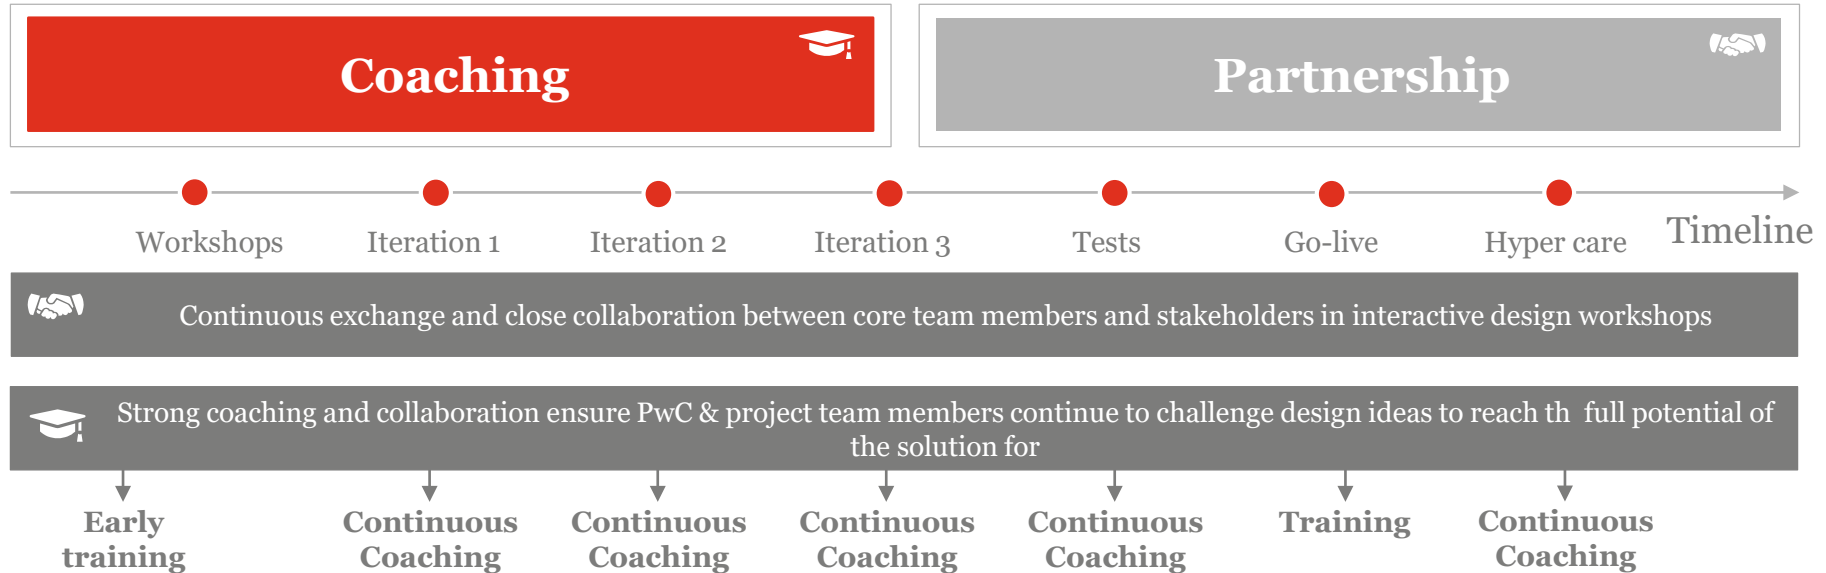 Coaching
Partnership
Workshops
Iteration 1
Iteration 2
Iteration 3
Tests
Go-live
Hyper care
Timeline
Continuous exchange and close collaboration between core team members and stakeholders in interactive design workshops
Strong coaching and collaboration ensure PwC & project team members continue to challenge design ideas to reach th full potential of
the solution for
Early
training
Continuous
Coaching
Continuous
Coaching
Continuous
Coaching
Continuous
Coaching
Training
Continuous
Coaching